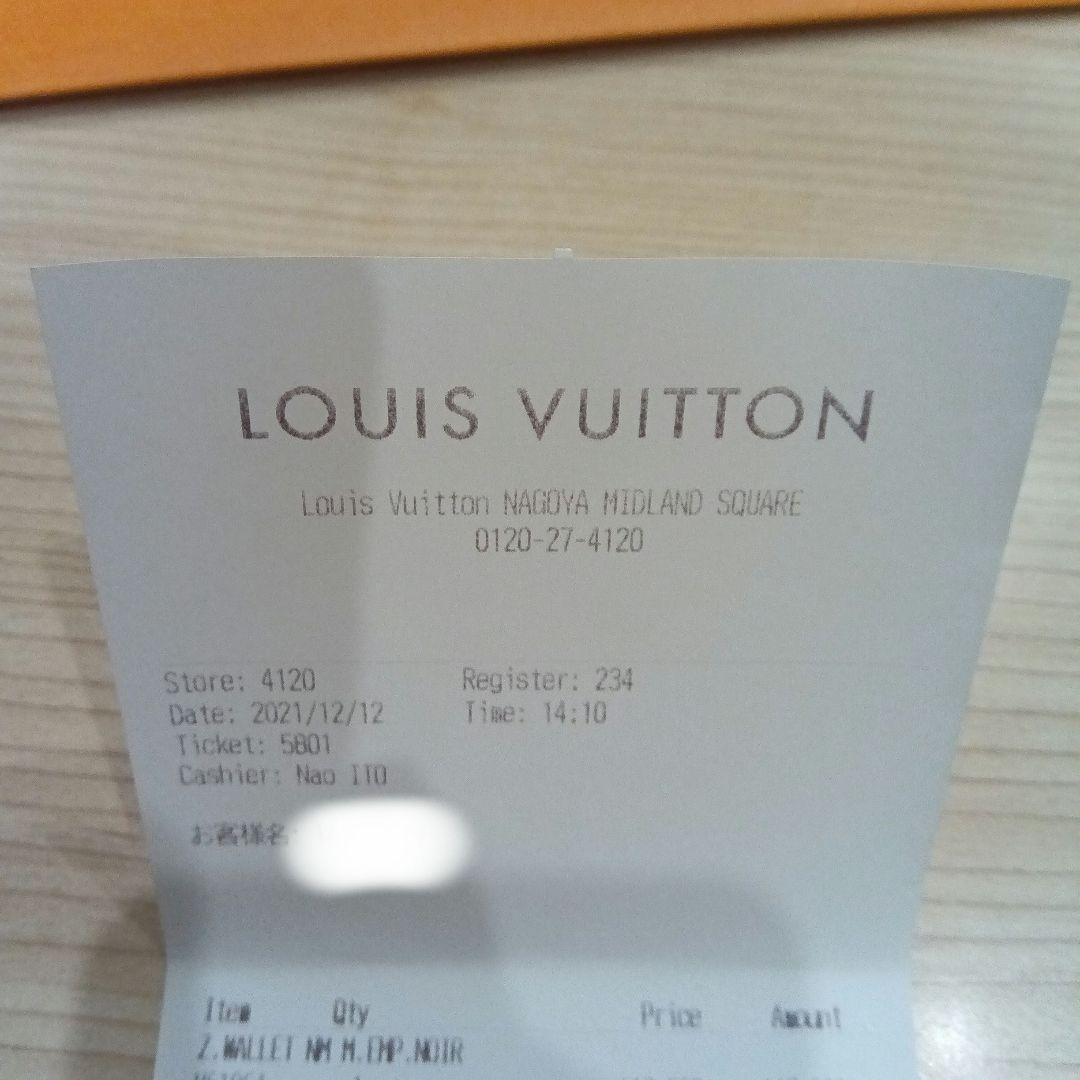 LOUIS VUITTON
Louis Vuitton NAGOYA MIDLAND SQUARE
0120-27-4120
Store: 4120 Register: 234
Date: 2021/12/12 Time: 14:10
Ticket: 5801
Cashier: Nao ITO
お客様名:
Item Qty Price Amount
Z.WALLET NM M.EMP.NOIR